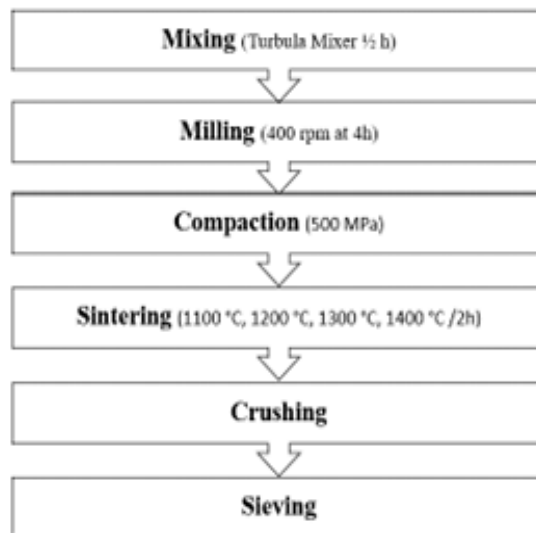 Mixing (Turbula Mixer ½ h)
Milling (400 rpm at 4h)
Compaction (500 MPa)
Sintering (1100 °C, 1200 °C, 1300 °C, 1400 °C /2h)
Crushing
Sieving